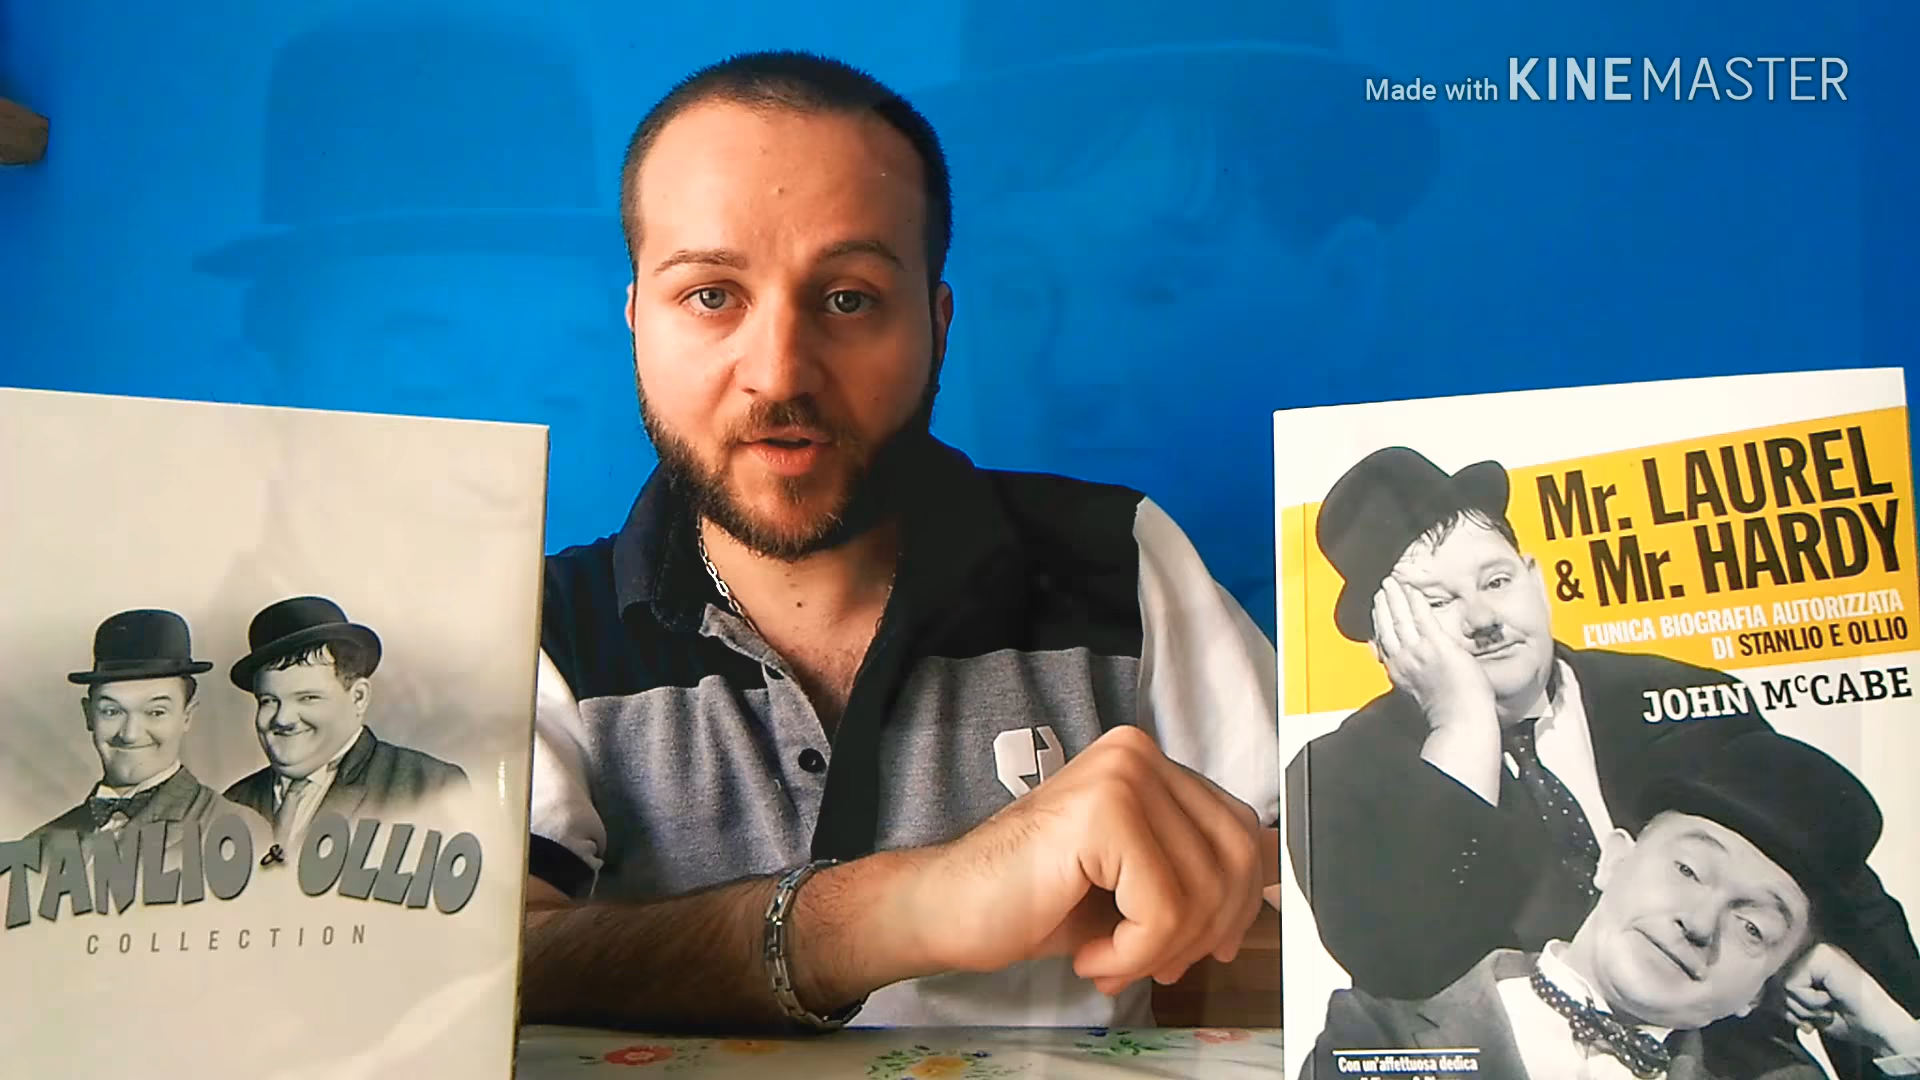 Made with KINEMASTER
TANLIO & OLLIO
COLLECTION
Mr. LAUREL
& Mr. HARDY
L'UNICA BIOGRAFIA AUTORIZZATA
DI STANLIO E OLLIO
JOHN McCABE
Con un'affettuosa dedica